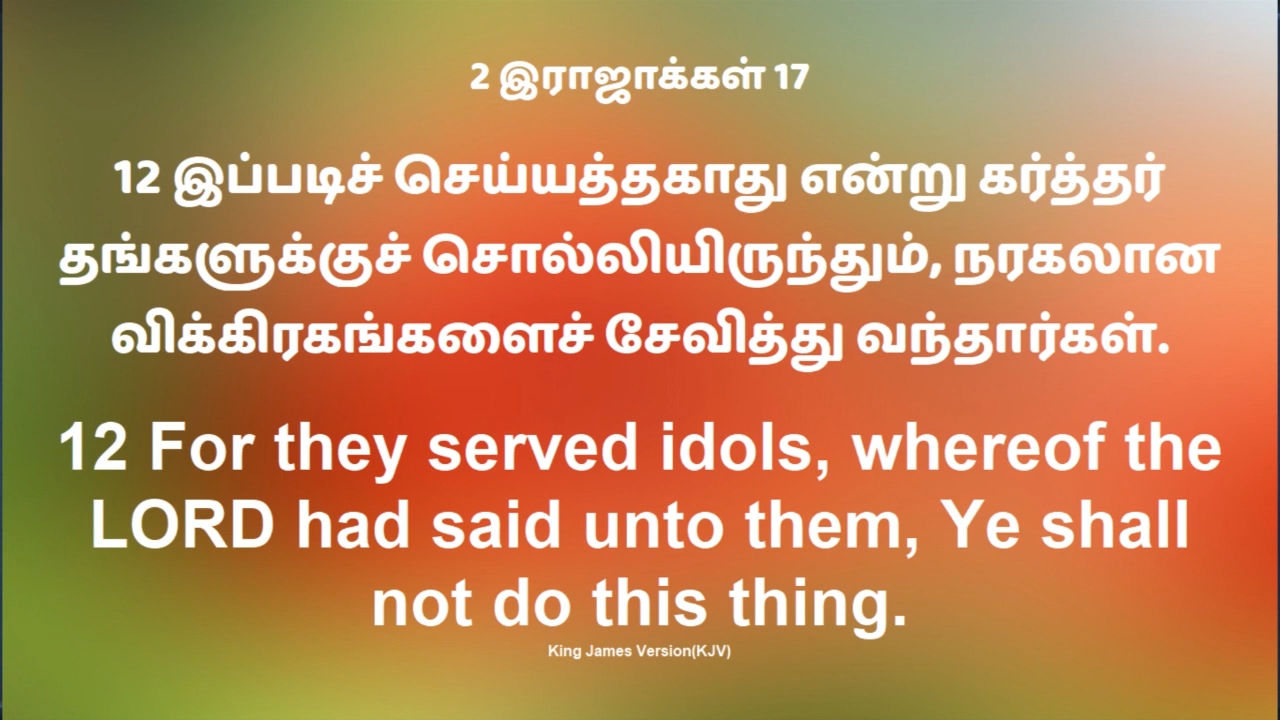 2 இராஜாக்கள் 17
12 இப்படிச் செய்யத்தகாது என்று கர்த்தர்
தங்களுக்குச் சொல்லியிருந்தும், நரகலான
விக்கிரகங்களைச் சேவித்து வந்தார்கள்.
12 For they served idols, whereof the
LORD had said unto them, Ye shall
not do this thing.
King James Version(KJV)